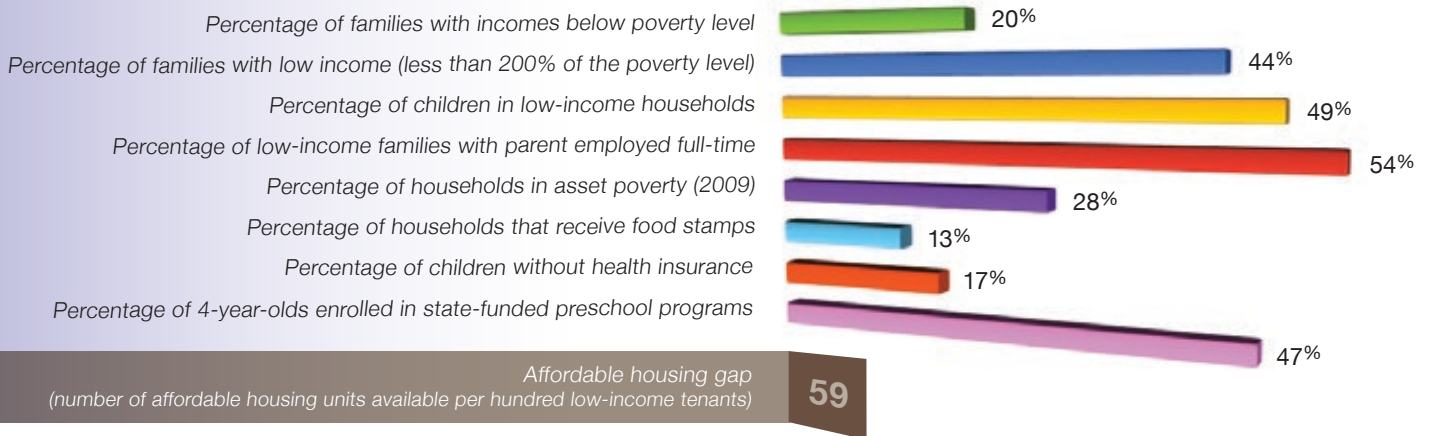 Percentage of families with incomes below poverty level 20%
Percentage of families with low income (less than 200% of the poverty level) 44%
Percentage of children in low-income households 49%
Percentage of low-income families with parent employed full-time 54%
Percentage of households in asset poverty (2009) 28%
Percentage of households that receive food stamps 13%
Percentage of children without health insurance 17%
Percentage of 4-year-olds enrolled in state-funded preschool programs 47%
Affordable housing gap
(number of affordable housing units available per hundred low-income tenants) 59